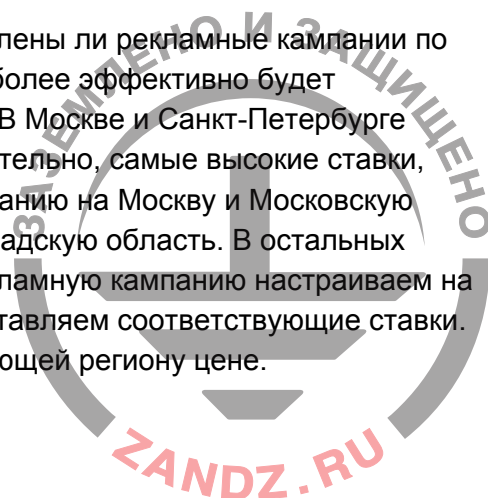 лены ли рекламные кампании по
более эффективно будет
В Москве и Санкт-Петербурге
тельно, самые высокие ставки,
анию на Москву и Московскую
адскую область. В остальных
ламную кампанию настраиваем на
тавляем соответствующие ставки.
ющей региону цене.
ЗАЗЕМЛЕНО И ЗАЩИЩЕНО
ZANDZ.RU